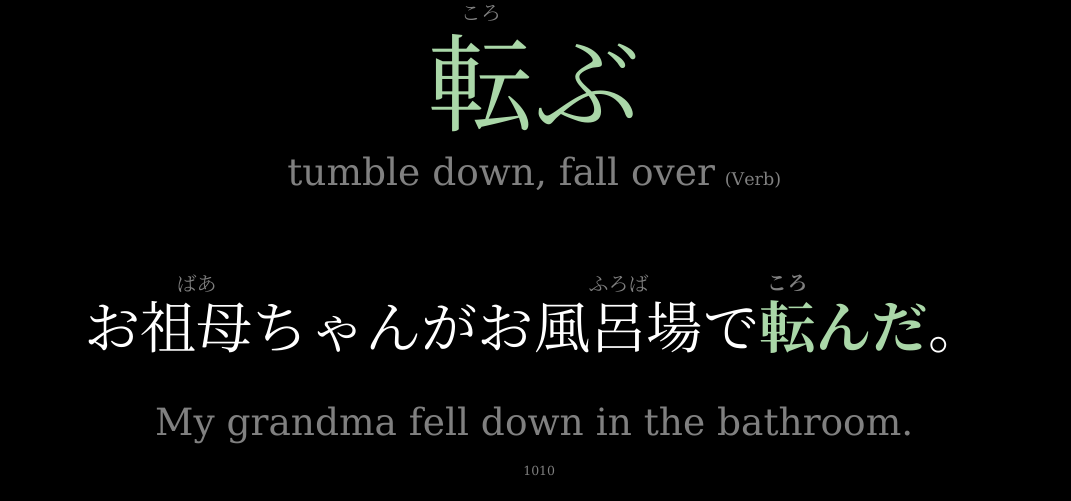 ころ
転ぶ
tumble down, fall over (Verb)
ばあ ふろば ころ
お祖母ちゃんがお風呂場で転んだ。
My grandma fell down in the bathroom.
1010